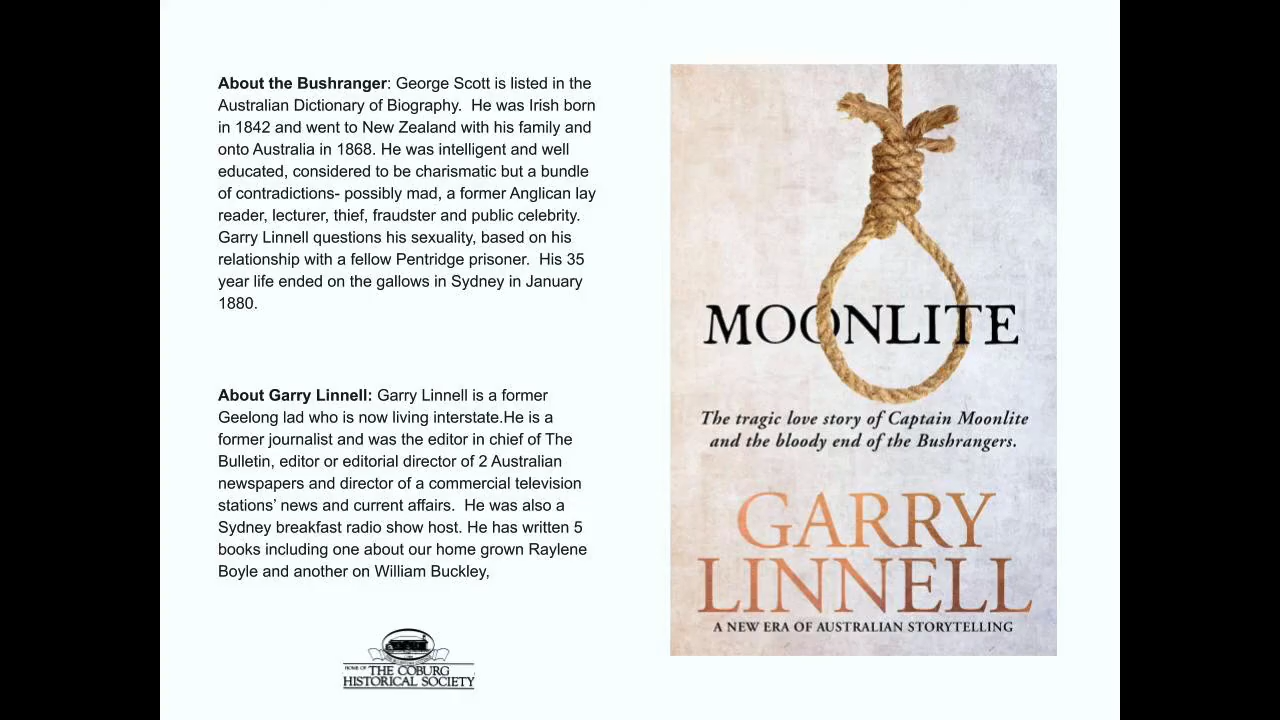 About the Bushranger: George Scott is listed in the
Australian Dictionary of Biography.  He was Irish born
in 1842 and went to New Zealand with his family and
onto Australia in 1868. He was intelligent and well
educated, considered to be charismatic but a bundle
of contradictions- possibly mad, a former Anglican lay
reader, lecturer, thief, fraudster and public celebrity.
Garry Linnell questions his sexuality, based on his
relationship with a fellow Pentridge prisoner.  His 35
year life ended on the gallows in Sydney in January
1880.
About Garry Linnell: Garry Linnell is a former
Geelong lad who is now living interstate.He is a
former journalist and was the editor in chief of The
Bulletin, editor or editorial director of 2 Australian
newspapers and director of a commercial television
stations’ news and current affairs.  He was also a
Sydney breakfast radio show host. He has written 5
books including one about our home grown Raylene
Boyle and another on William Buckley,
HOME OF
THE COBURG
HISTORICAL SOCIETY
MOONLITE
The tragic love story of Captain Moonlite
and the bloody end of the Bushrangers.
GARRY
LINNELL
A NEW ERA OF AUSTRALIAN STORYTELLING